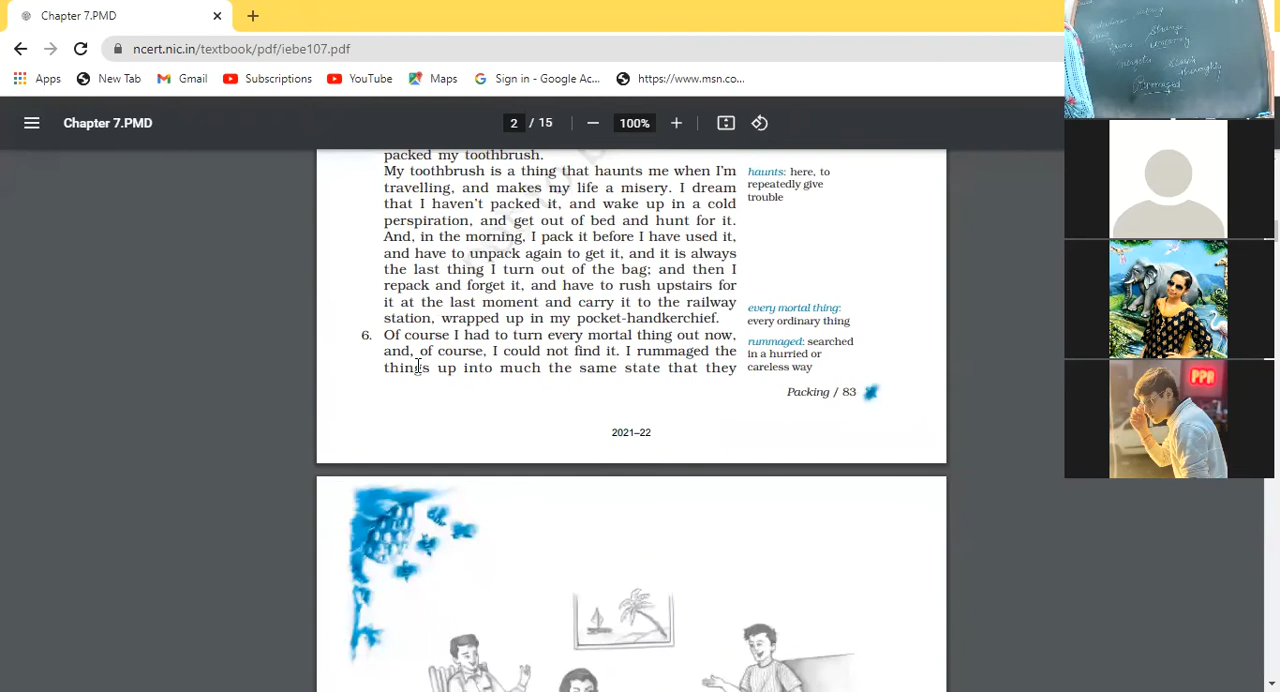 Chapter 7.PMD
ncert.nic.in/textbook/pdf/iebe107.pdf
Apps
New Tab
Gmail
Subscriptions
YouTube
Maps
Sign in - Google Ac...
https://www.msn.co...
Chapter 7.PMD
2 / 15
100%
packed my toothbrush.
My toothbrush is a thing that haunts me when I'm
travelling, and makes my life a misery. I dream
that I haven't packed it, and wake up in a cold
perspiration, and get out of bed and hunt for it.
And, in the morning, I pack it before I have used it,
and have to unpack again to get it, and it is always
the last thing I turn out of the bag; and then I
repack and forget it, and have to rush upstairs for
it at the last moment and carry it to the railway
station, wrapped up in my pocket-handkerchief.
6. Of course I had to turn every mortal thing out now,
and, of course, I could not find it. I rummaged the
things up into much the same state that they
haunts: here, to
repeatedly give
trouble
every mortal thing:
every ordinary thing
rummaged: searched
in a hurried or
careless way
Packing / 83
2021–22
PPR